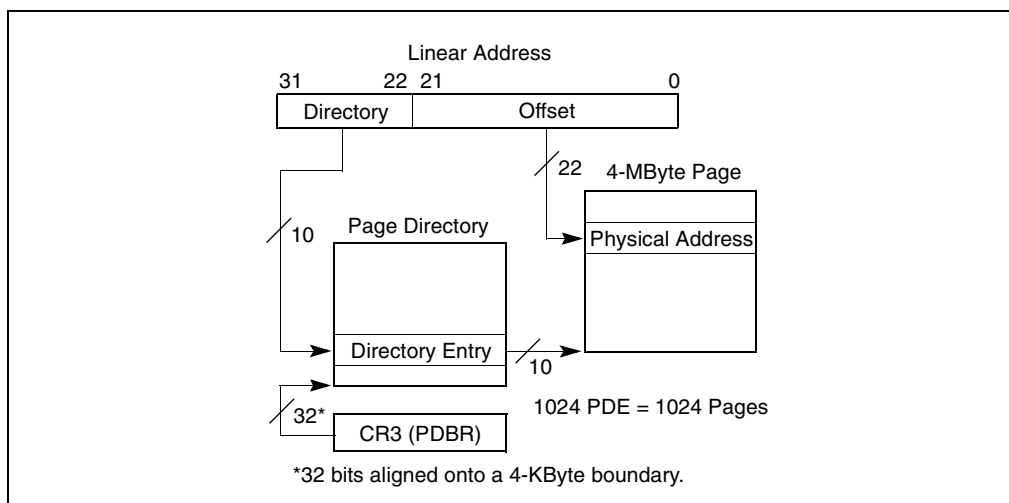 Linear Address
31 22 21 0
Directory Offset
22
4-MByte Page
10
Page Directory
Physical Address
Directory Entry
10
1024 PDE = 1024 Pages
32*
CR3 (PDBR)
*32 bits aligned onto a 4-KByte boundary.